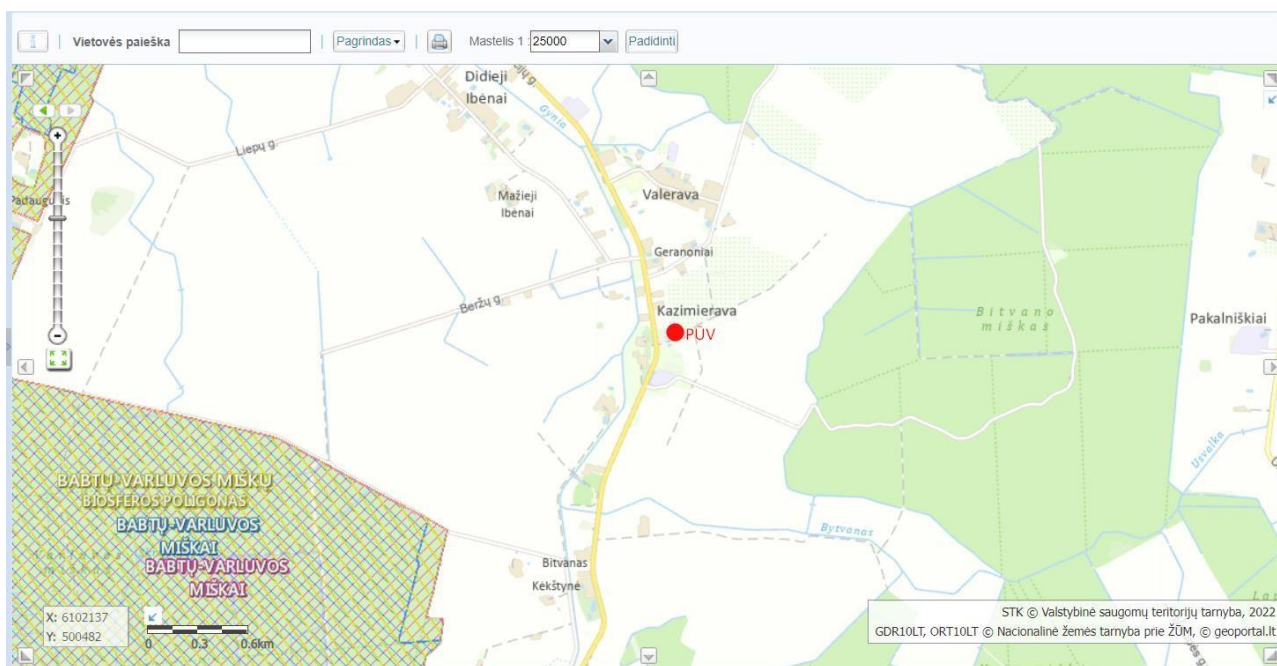 Vietovės paieška
Pagrindas
Mastelis 1 : 25000
Padidinti
Didieji
Ibėnai
Gynia
Liepų g.
Mažieji
Ibėnai
Valerava
Geranoniai
Beržų g.
Kazimierava
PŪV
Bitvano
miškas
Pakalniškiai
Usvalka
BABTŲ-VARLUVOS MIŠKŲ
BIOSFEROS POLIGONAS
BABTŲ-VARLUVOS
MIŠKAI
BABTŲ-VARLUVOS
MIŠKAI
Bytvanas
Bitvanas
Kėkštynė
X: 6102137
Y: 500482
0 0.3 0.6km
STK © Valstybinė saugomų teritorijų tarnyba, 2022
GDR10LT, ORT10LT © Nacionalinė žemės tarnyba prie ŽŪM, © geoportal.lt